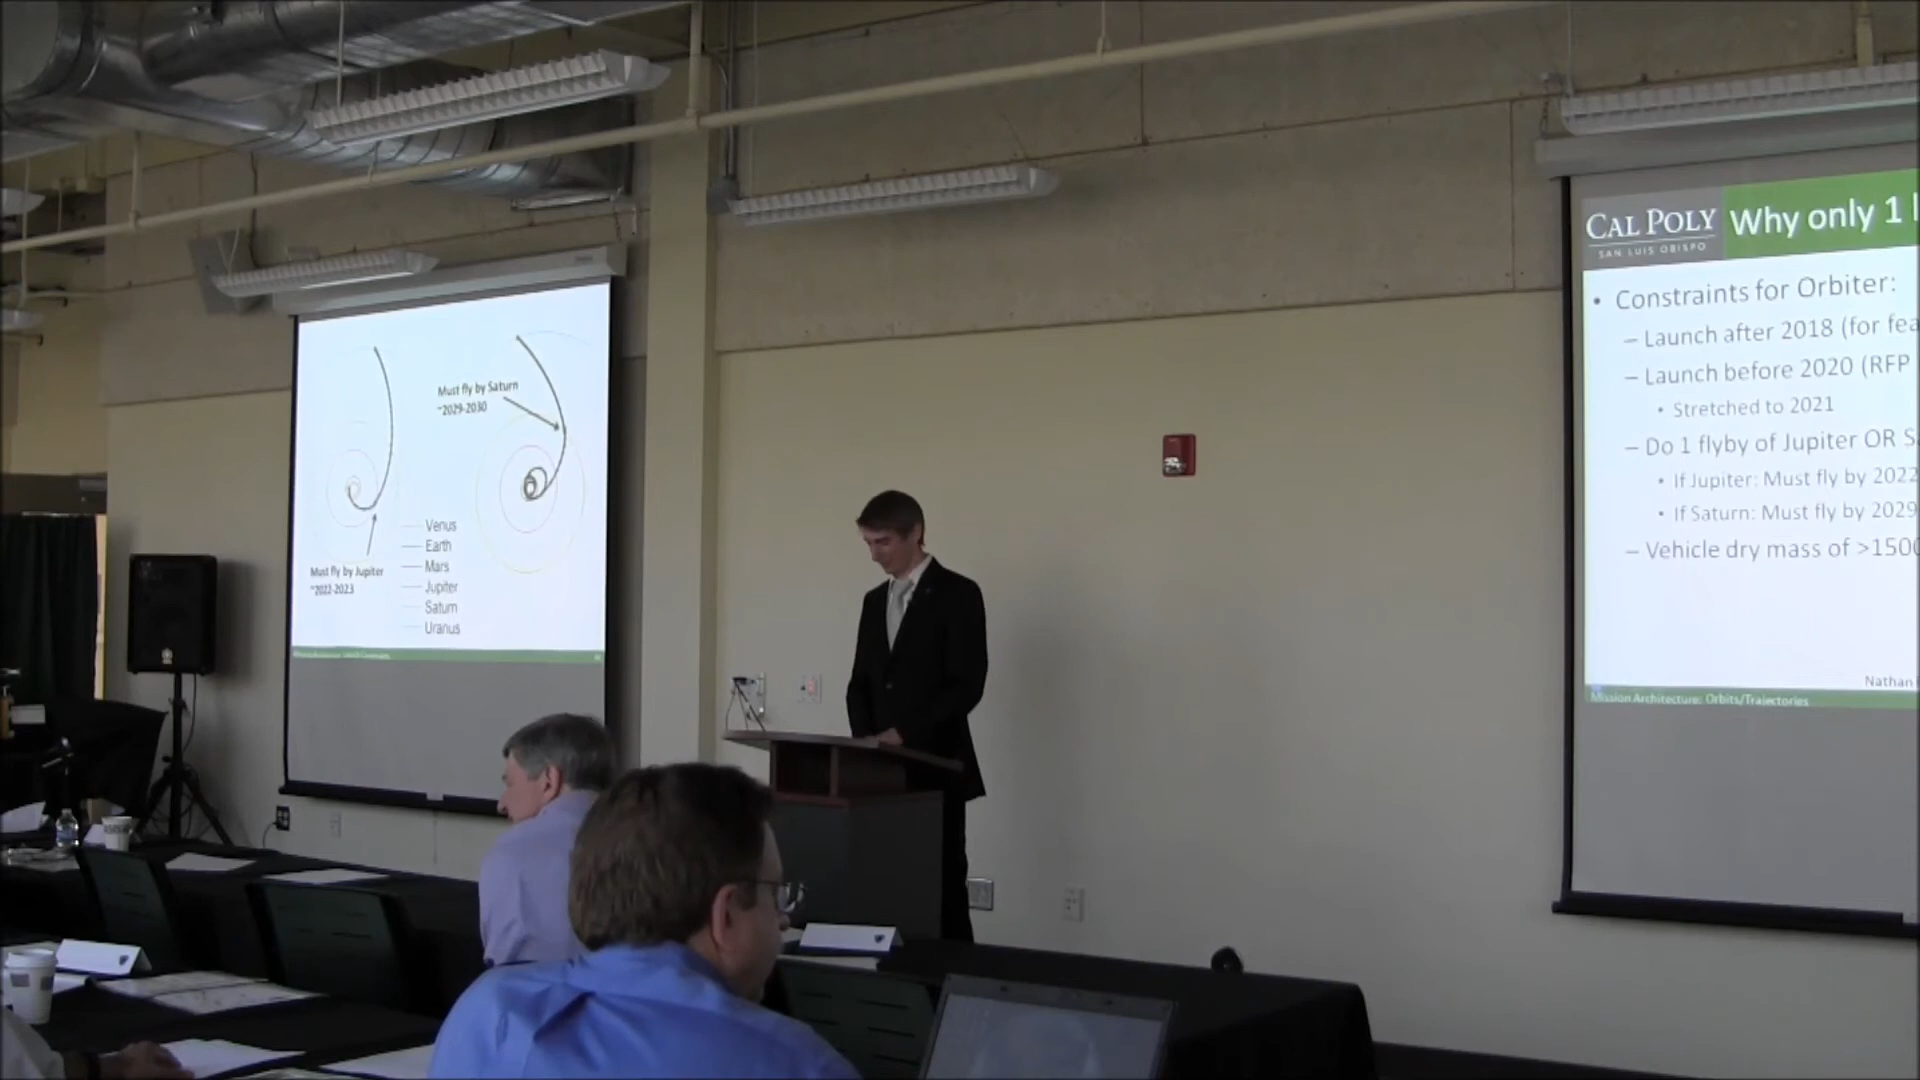 Must fly by Saturn
~2029-2030
Venus
Earth
Mars
Jupiter
Saturn
Uranus
Must fly by Jupiter
~2022-2023
CAL POLY
SAN LUIS OBISPO
Why only 1
• Constraints for Orbiter:
– Launch after 2018 (for fea
– Launch before 2020 (RFP
• Stretched to 2021
– Do 1 flyby of Jupiter OR S
• If Jupiter: Must fly by 2022
• If Saturn: Must fly by 2029
– Vehicle dry mass of >1500
Nathan
Mission Architecture: Orbits/Trajectories